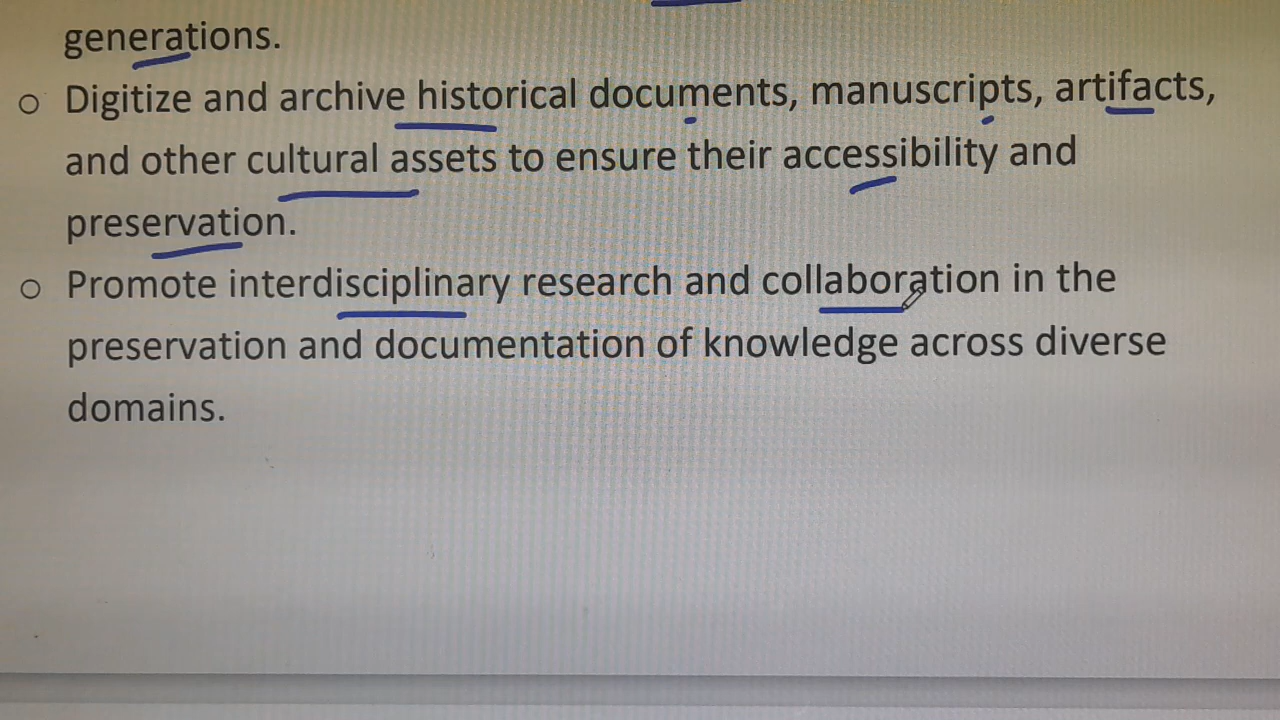 generations.
○ Digitize and archive historical documents, manuscripts, artifacts,
and other cultural assets to ensure their accessibility and
preservation.
○ Promote interdisciplinary research and collaboration in the
preservation and documentation of knowledge across diverse
domains.